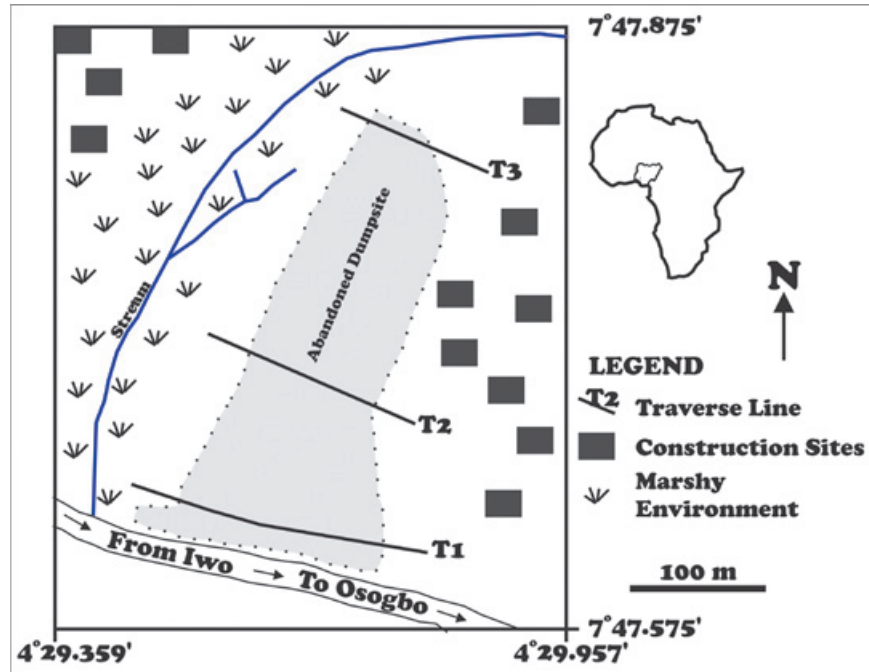 7°47.875'
T3
Abandoned Dumpsite
N
Stream
LEGEND
T2
Traverse Line
T2
Construction Sites
Marshy
Environment
T1
From Iwo
To Osogbo
100 m
7°47.575'
4°29.359'
4°29.957'